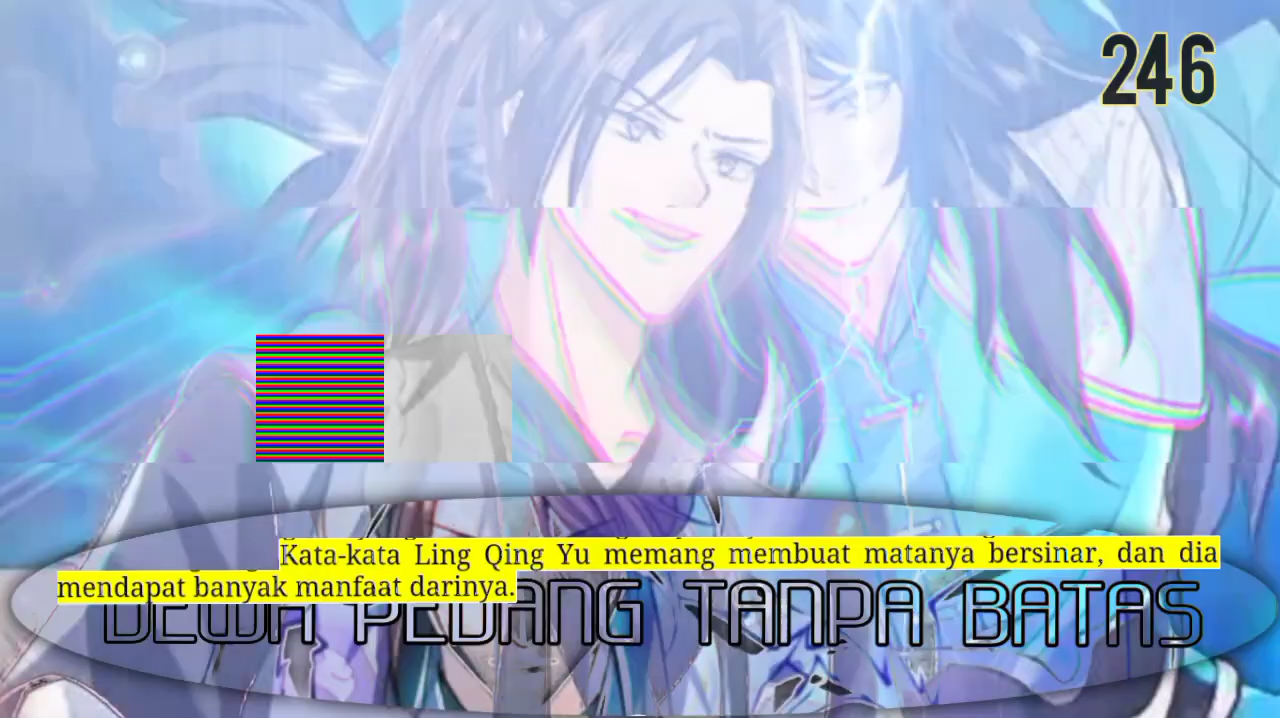 246
Kata-kata Ling Qing Yu memang membuat matanya bersinar, dan dia
mendapat banyak manfaat darinya.
DEWA PEDANG TANPA BATAS